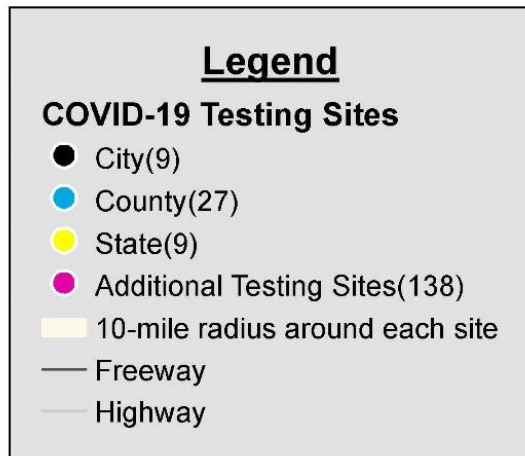 Legend
COVID-19 Testing Sites
City(9)
County(27)
State(9)
Additional Testing Sites(138)
10-mile radius around each site
Freeway
Highway